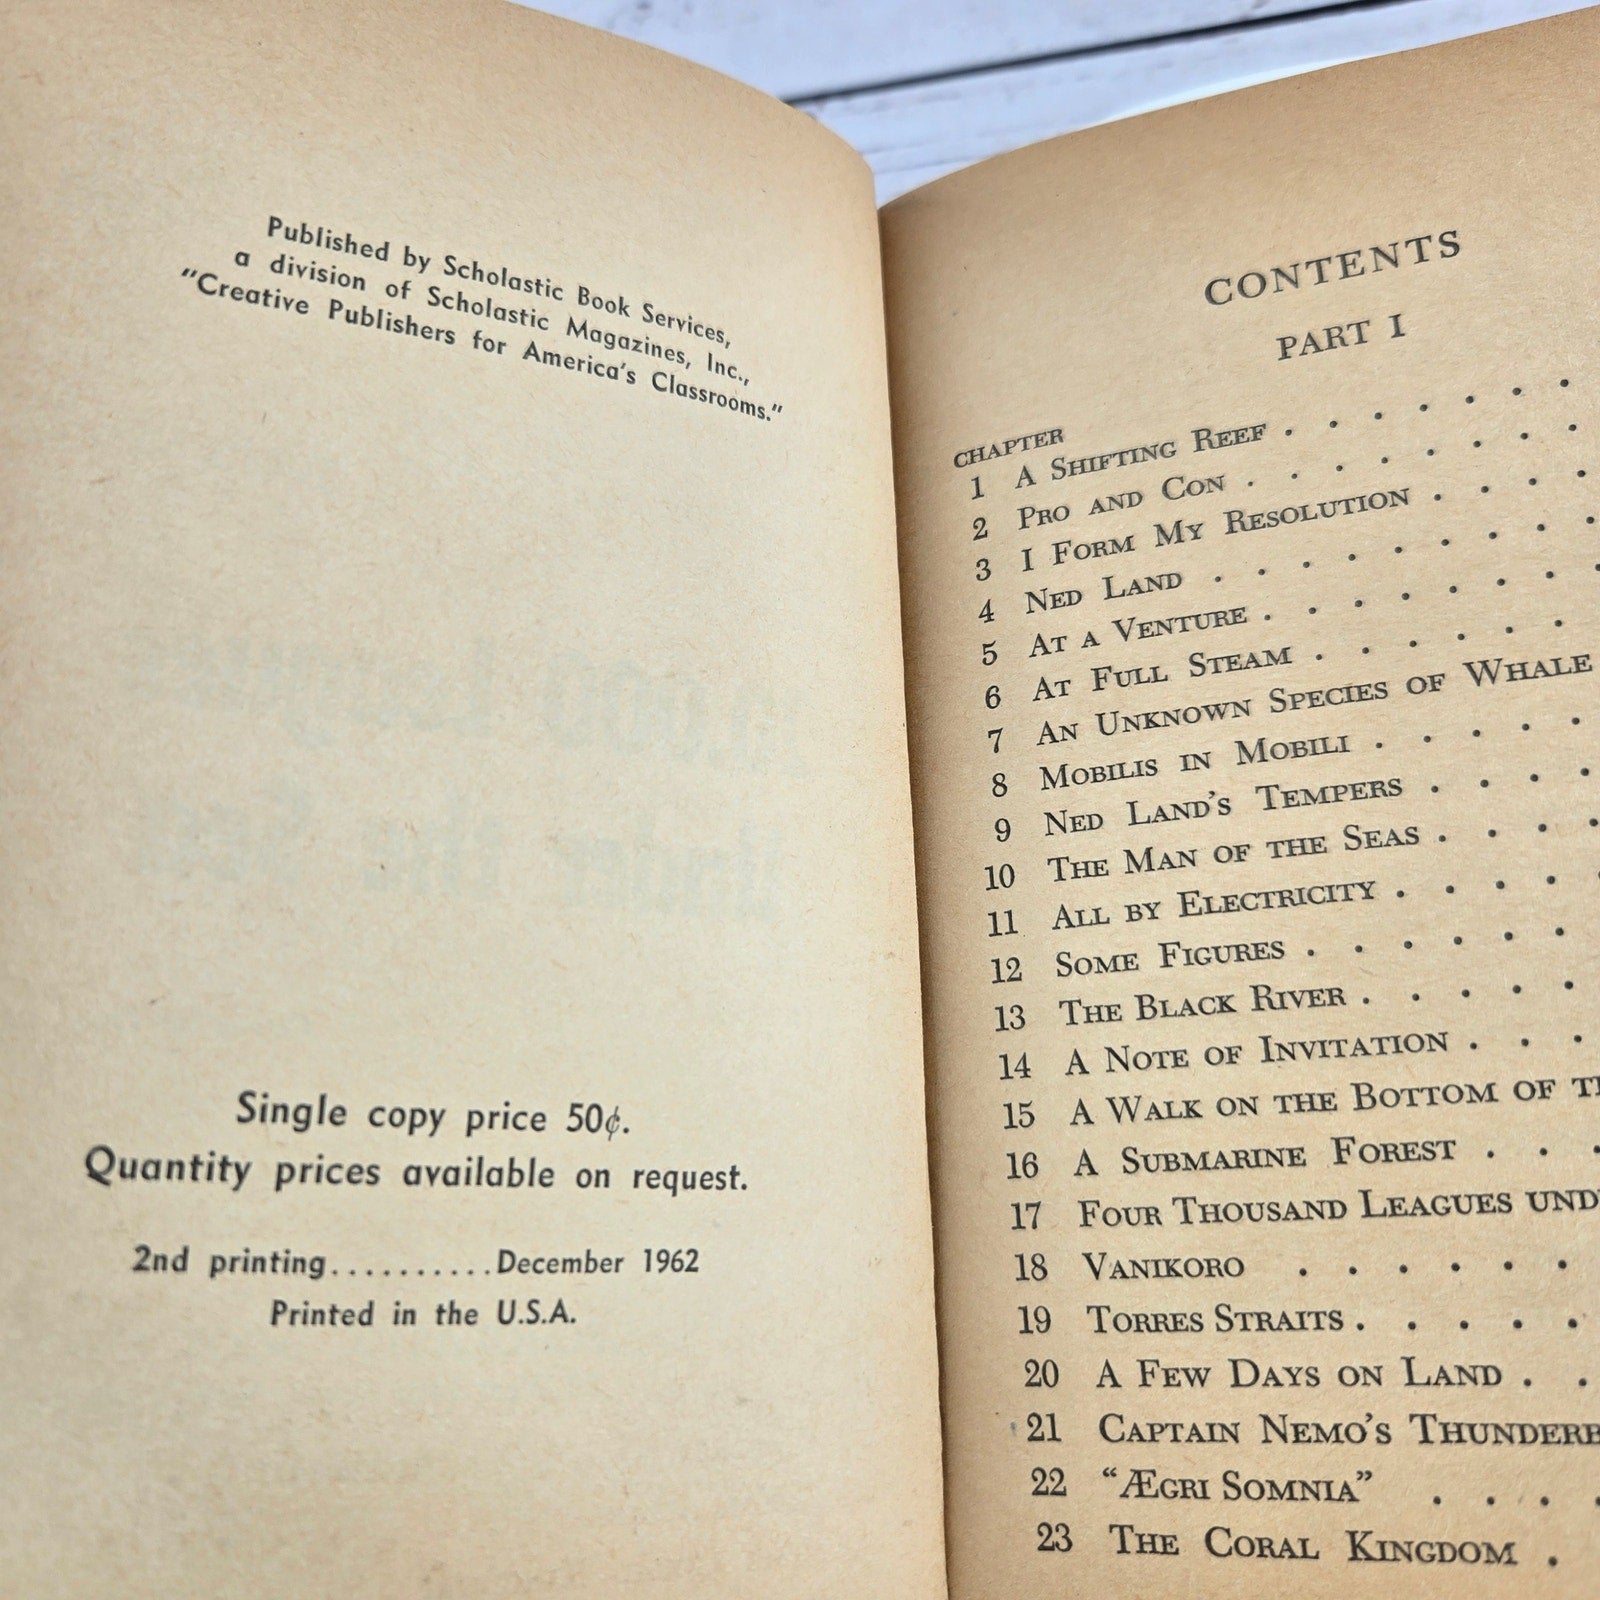 Published by Scholastic Book Services,
a division of Scholastic Magazines, Inc.,
"Creative Publishers for America's Classrooms."
Single copy price 50¢.
Quantity prices available on request.
2nd printing..........December 1962
Printed in the U.S.A.
CONTENTS
PART I
CHAPTER
1 A Shifting Reef . . . . . . .
2 Pro and Con . . . . . . . .
3 I Form My Resolution . . . .
4 Ned Land . . . . . . . . .
5 At a Venture . . . . . . . .
6 At Full Steam . . . . . .
7 An Unknown Species of Whale
8 Mobilis in Mobili . . . . .
9 Ned Land's Tempers . . . .
10 The Man of the Seas . . . .
11 All by Electricity . . . . .
12 Some Figures . . . . . .
13 The Black River . . . . .
14 A Note of Invitation . . .
15 A Walk on the Bottom of
16 A Submarine Forest . . .
17 Four Thousand Leagues
18 Vanikoro . . . . . .
19 Torres Straits . . . . .
20 A Few Days on Land . .
21 Captain Nemo's
22 "Ægri Somnia" . . . .
23 The Coral Kingdom .